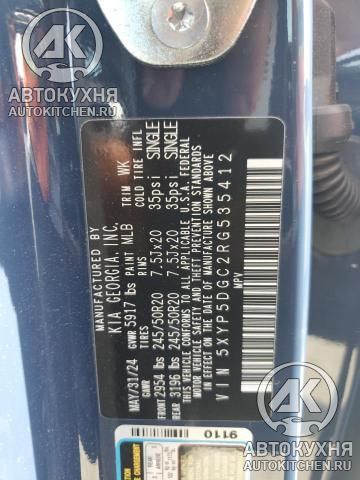 АВТОКУХНЯ
AUTOKITCHEN.RU
MANUFACTURED BY
KIA GEORGIA, INC.
MAY/31/24 GVWR 5917 lbs PAINT MLB TRIM WK
GAWR TIRES RIMS COLD TIRE INFL
FRONT 2954 lbs 245/50R20 7.5Jx20 35psi SINGLE
REAR 3196 lbs 245/50R20 7.5Jx20 35psi SINGLE
THIS VEHICLE CONFORMS TO ALL APPLICABLE U.S.A. FEDERAL
MOTOR VEHICLE SAFETY, BUMPER, AND THEFT PREVENTION STANDARDS
IN EFFECT ON THE DATE OF MANUFACTURE SHOWN ABOVE.
VIN 5XYP5DGC2RG535412
MPV
9110
REAR